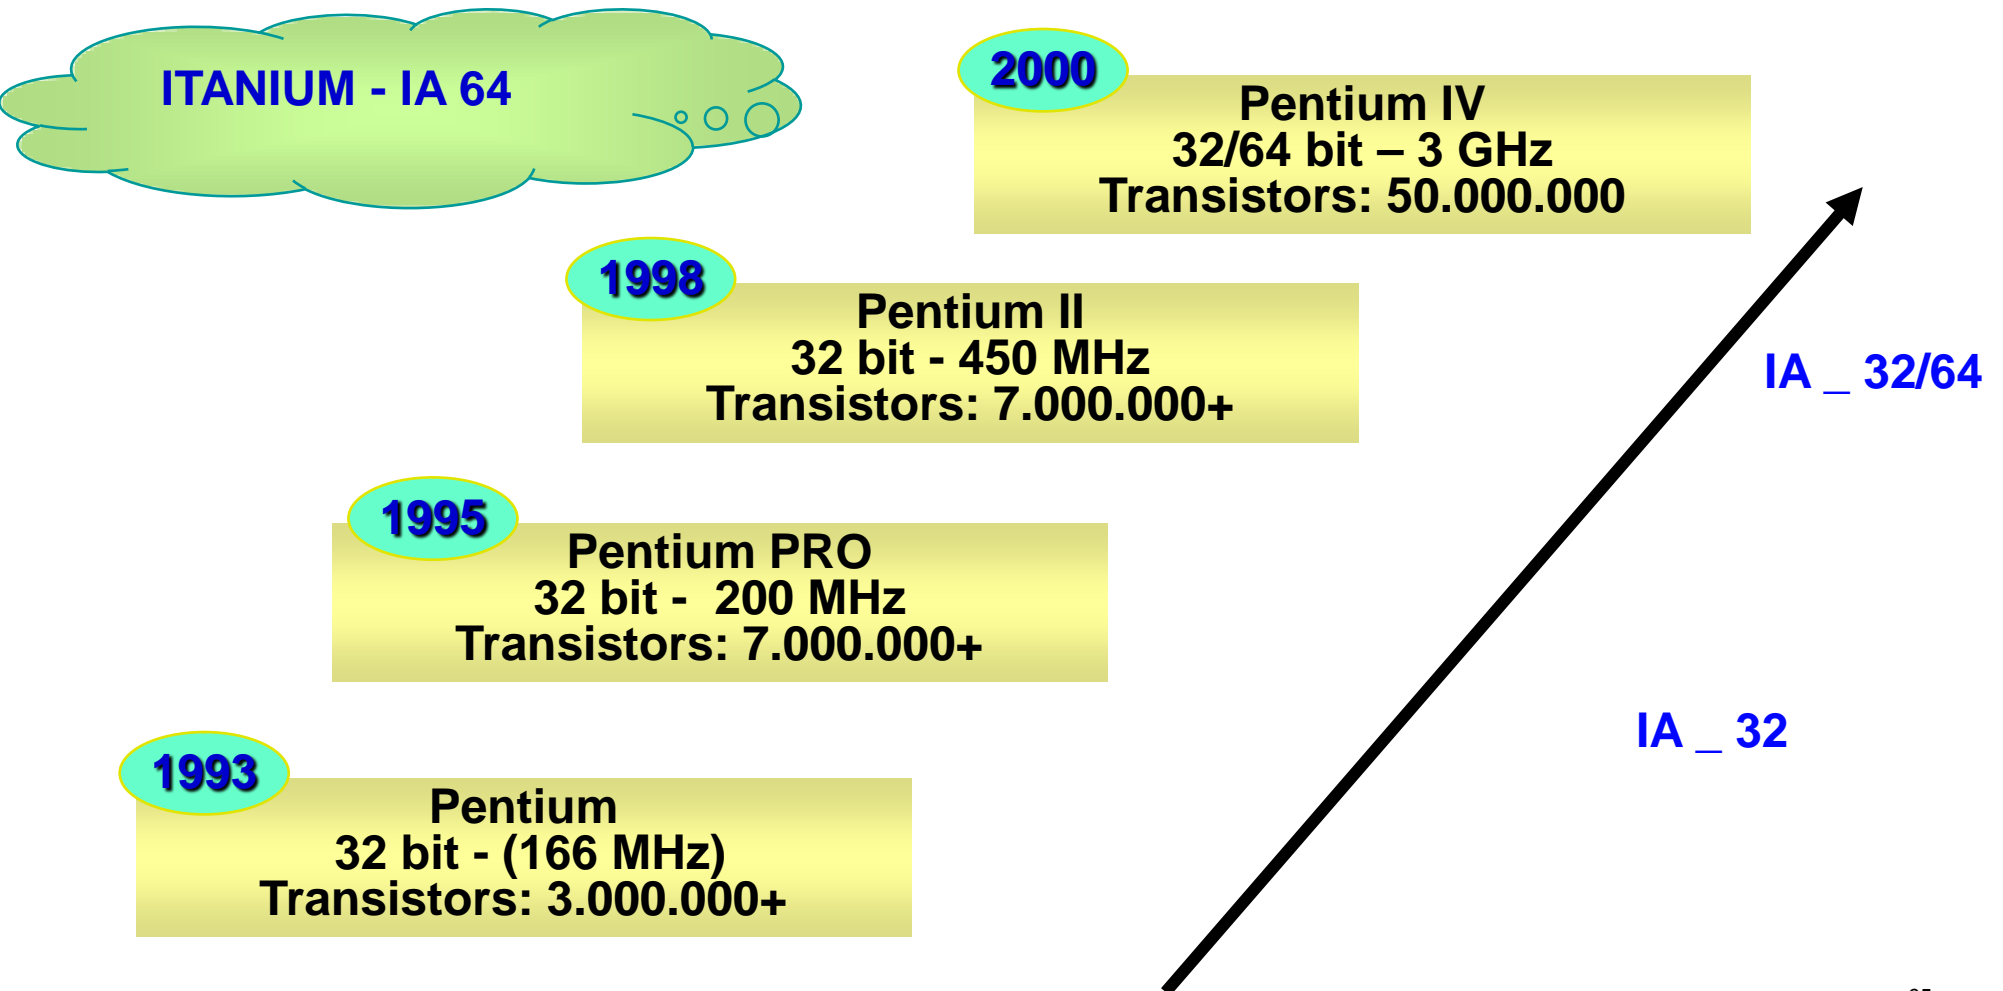 ITANIUM - IA 64
2000
Pentium IV
32/64 bit – 3 GHz
Transistors: 50.000.000
1998
Pentium II
32 bit - 450 MHz
Transistors: 7.000.000+
IA _ 32/64
1995
Pentium PRO
32 bit -  200 MHz
Transistors: 7.000.000+
IA _ 32
1993
Pentium
32 bit - (166 MHz)
Transistors: 3.000.000+